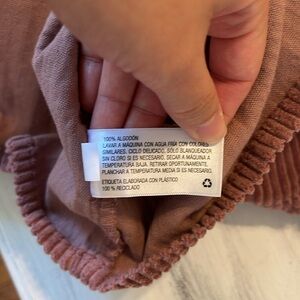 100% ALGODÓN
LAVAR A MÁQUINA CON AGUA FRÍA CON COLORES
SIMILARES. CICLO DELICADO. SOLO BLANQUEADOR
SIN CLORO SI ES NECESARIO. SECAR A MÁQUINA A
TEMPERATURA BAJA. RETIRAR OPORTUNAMENTE.
PLANCHAR A TEMPERATURA MEDIA SI ES NECESARIO.
ETIQUETA ELABORADA CON PLÁSTICO
100 % RECICLADO